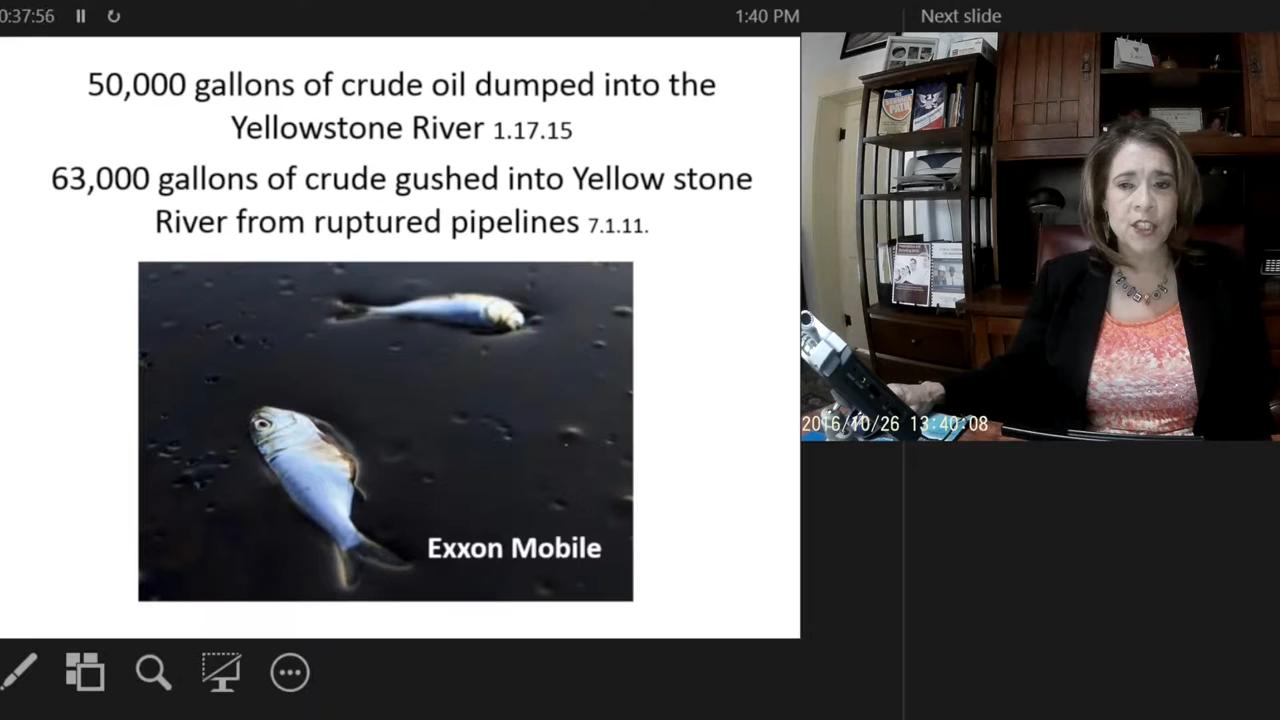 0:37:56
1:40 PM
Next slide
50,000 gallons of crude oil dumped into the
Yellowstone River 1.17.15
63,000 gallons of crude gushed into Yellow stone
River from ruptured pipelines 7.1.11.
Exxon Mobile
PATH
2016/10/26 13:40:08